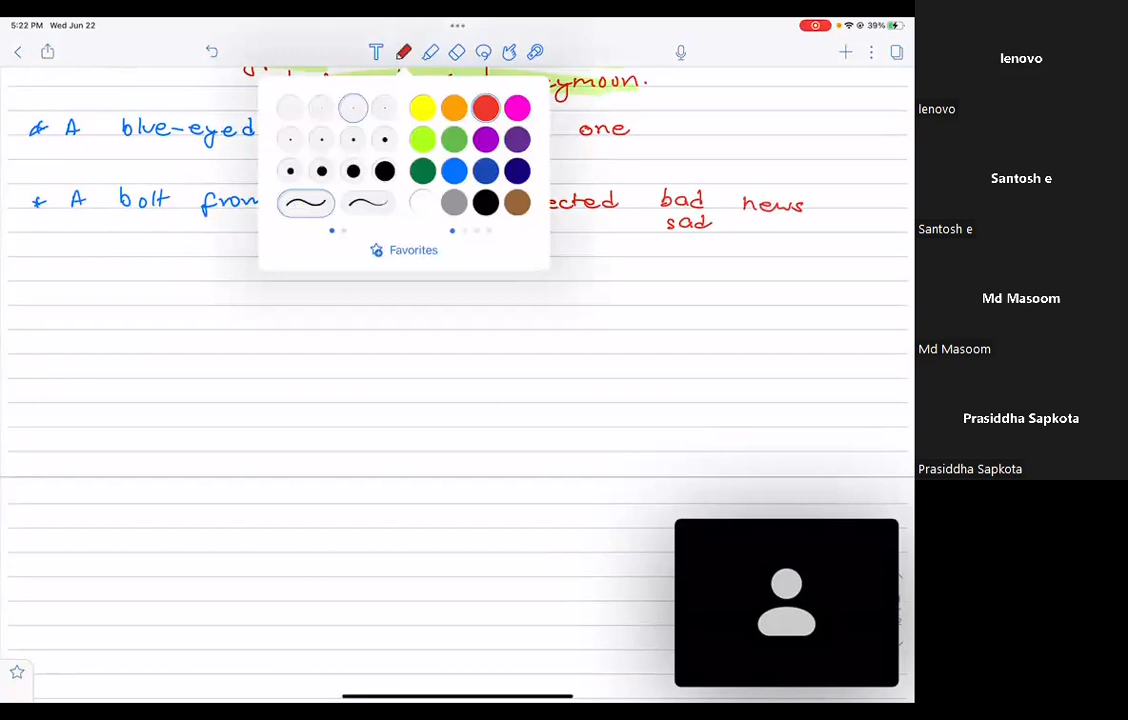 5:22 PM Wed Jun 22
39%
lenovo
ymoon.
lenovo
* A blue-eyed one
Santosh e
* A bolt from ected bad news
sad
Santosh e
Favorites
Md Masoom
Md Masoom
Prasiddha Sapkota
Prasiddha Sapkota